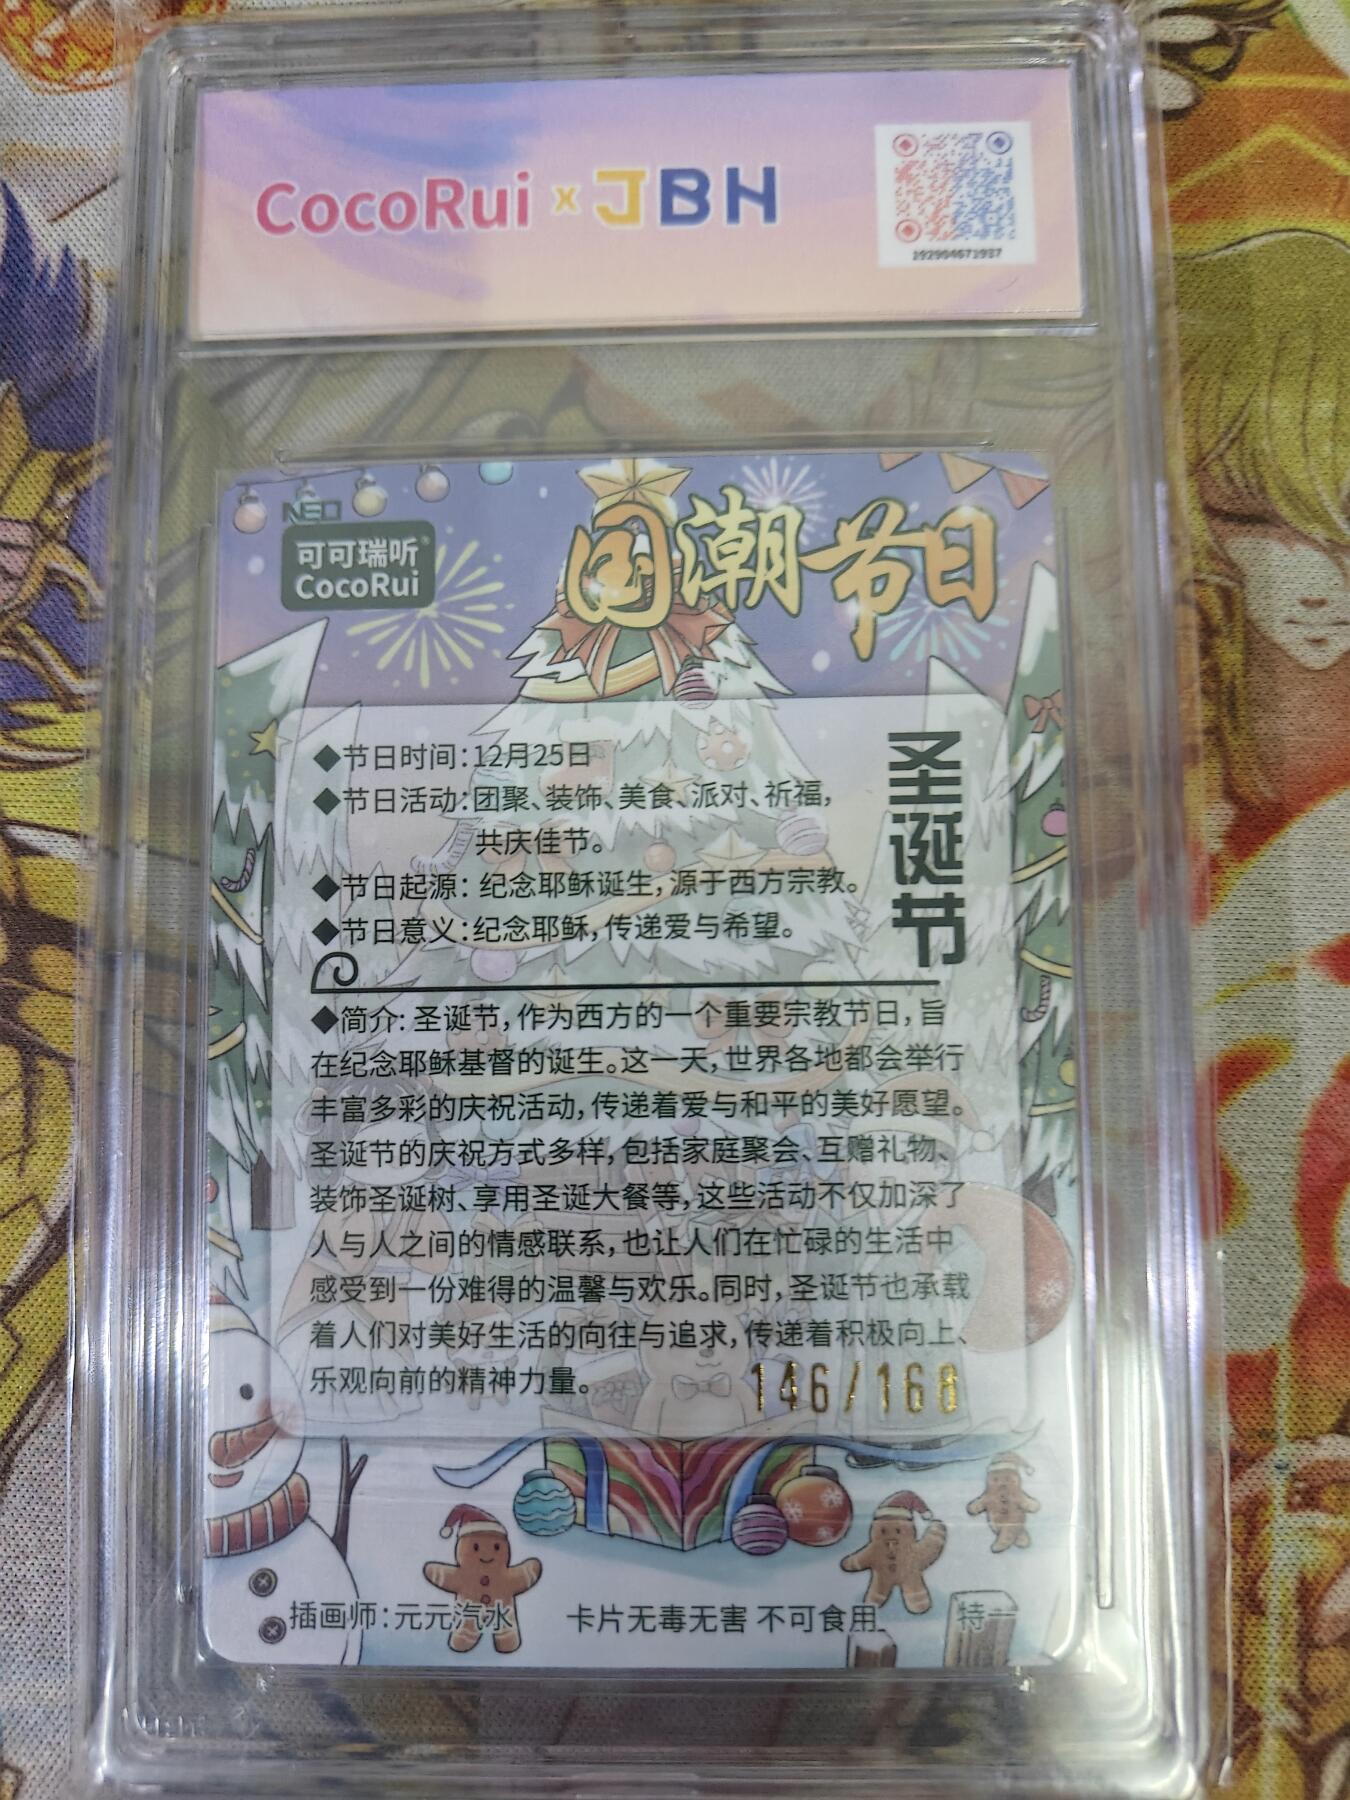 CocoRui x JBH
NEO
可可瑞听®
CocoRui
国潮节日
圣诞节
◆节日时间：12月25日
◆节日活动：团聚、装饰、美食、派对、祈福，
共庆佳节。
◆节日起源：纪念耶稣诞生，源于西方宗教。
◆节日意义：纪念耶稣，传递爱与希望。
◆简介：圣诞节，作为西方的一个重要宗教节日，旨
在纪念耶稣基督的诞生。这一天，世界各地都会举行
丰富多彩的庆祝活动，传递着爱与和平的美好愿望。
圣诞节的庆祝方式多样，包括家庭聚会、互赠礼物、
装饰圣诞树、享用圣诞大餐等，这些活动不仅加深了
人与人之间的情感联系，也让人们在忙碌的生活中
感受到一份难得的温馨与欢乐。同时，圣诞节也承载
着人们对美好生活的向往与追求，传递着积极向上、
乐观向前的精神力量。
146/168
插画师：元元汽水 卡片无毒无害 不可食用 特一